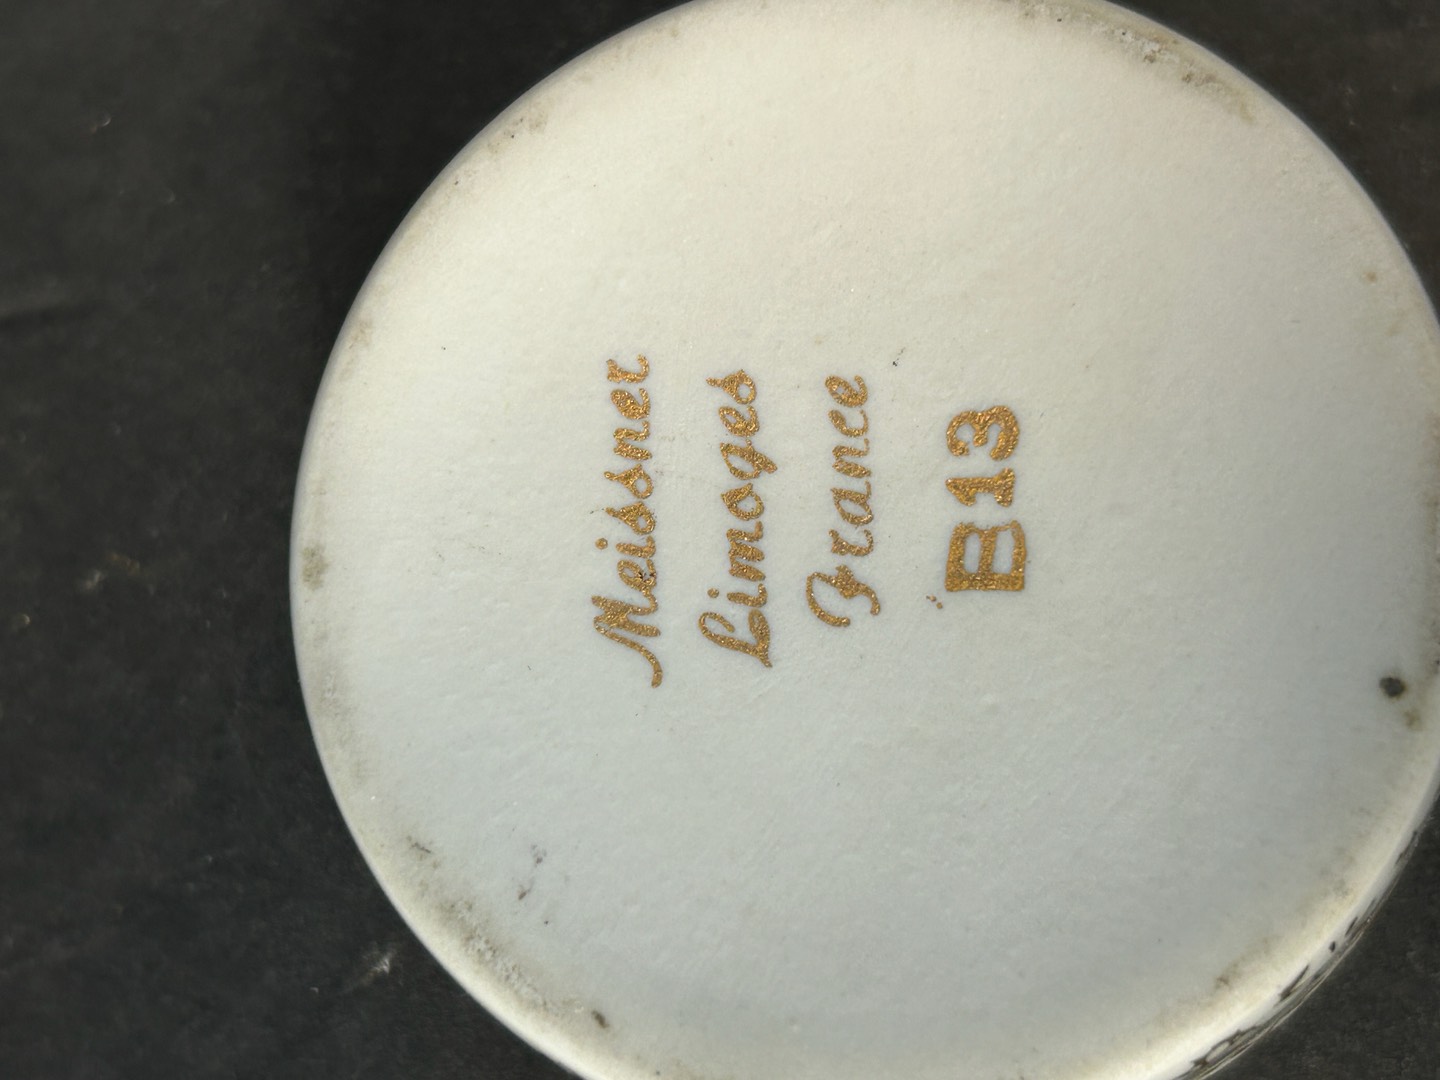 Meissner
Limoges
France
B13